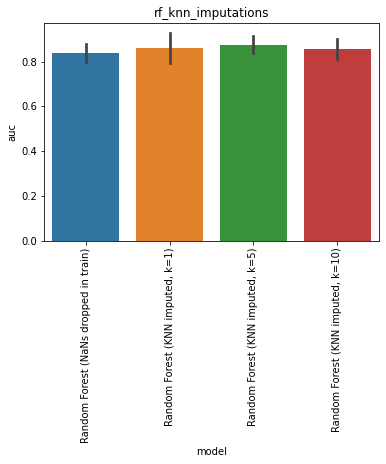 rf_knn_imputations
auc
0.8
0.6
0.4
0.2
0.0
Random Forest (NaNs dropped in train)
Random Forest (KNN imputed, k=1)
Random Forest (KNN imputed, k=5)
Random Forest (KNN imputed, k=10)
model